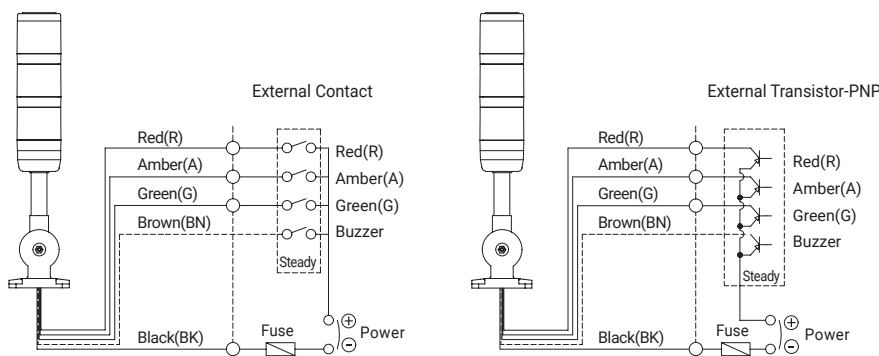 External Contact
Red(R)
Amber(A)
Green(G)
Brown(BN)
Red(R)
Amber(A)
Green(G)
Buzzer
Steady
Black(BK)
Fuse
+
−
Power
External Transistor-PNP
Red(R)
Amber(A)
Green(G)
Brown(BN)
Red(R)
Amber(A)
Green(G)
Buzzer
Steady
Black(BK)
Fuse
+
−
Power